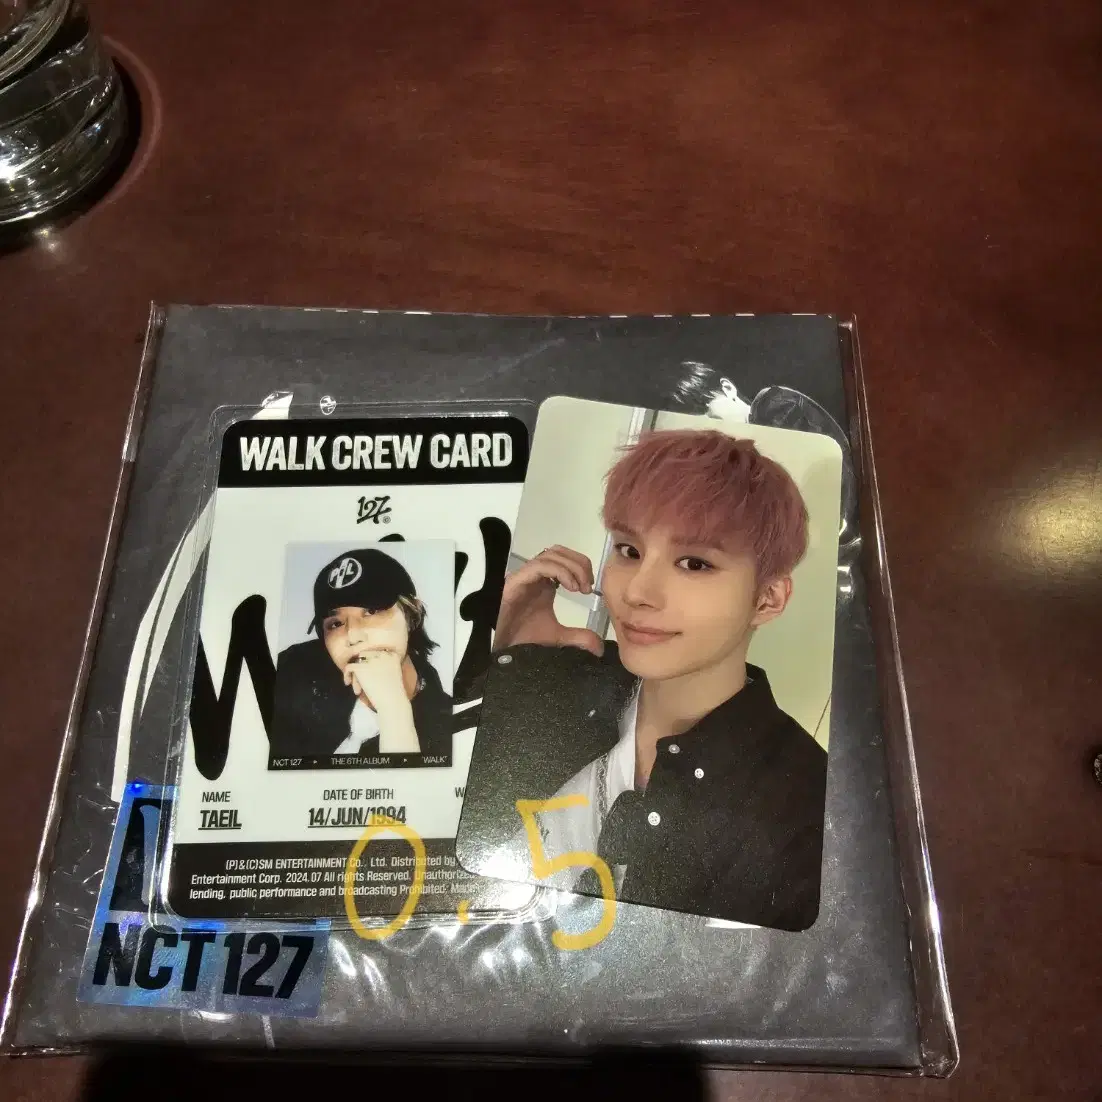 WALK CREW CARD
127
PiL
NCT 127 ▸ THE 6TH ALBUM ▸ 'WALK'
NAME DATE OF BIRTH
TAEIL 14/JUN/1994
(P)&(C)SM ENTERTAINMENT Co., Ltd. Distributed by
Entertainment Corp. 2024.07 All rights Reserved. Unauthorized
lending, public performance and broadcasting Prohibited.
0.5
NCT 127